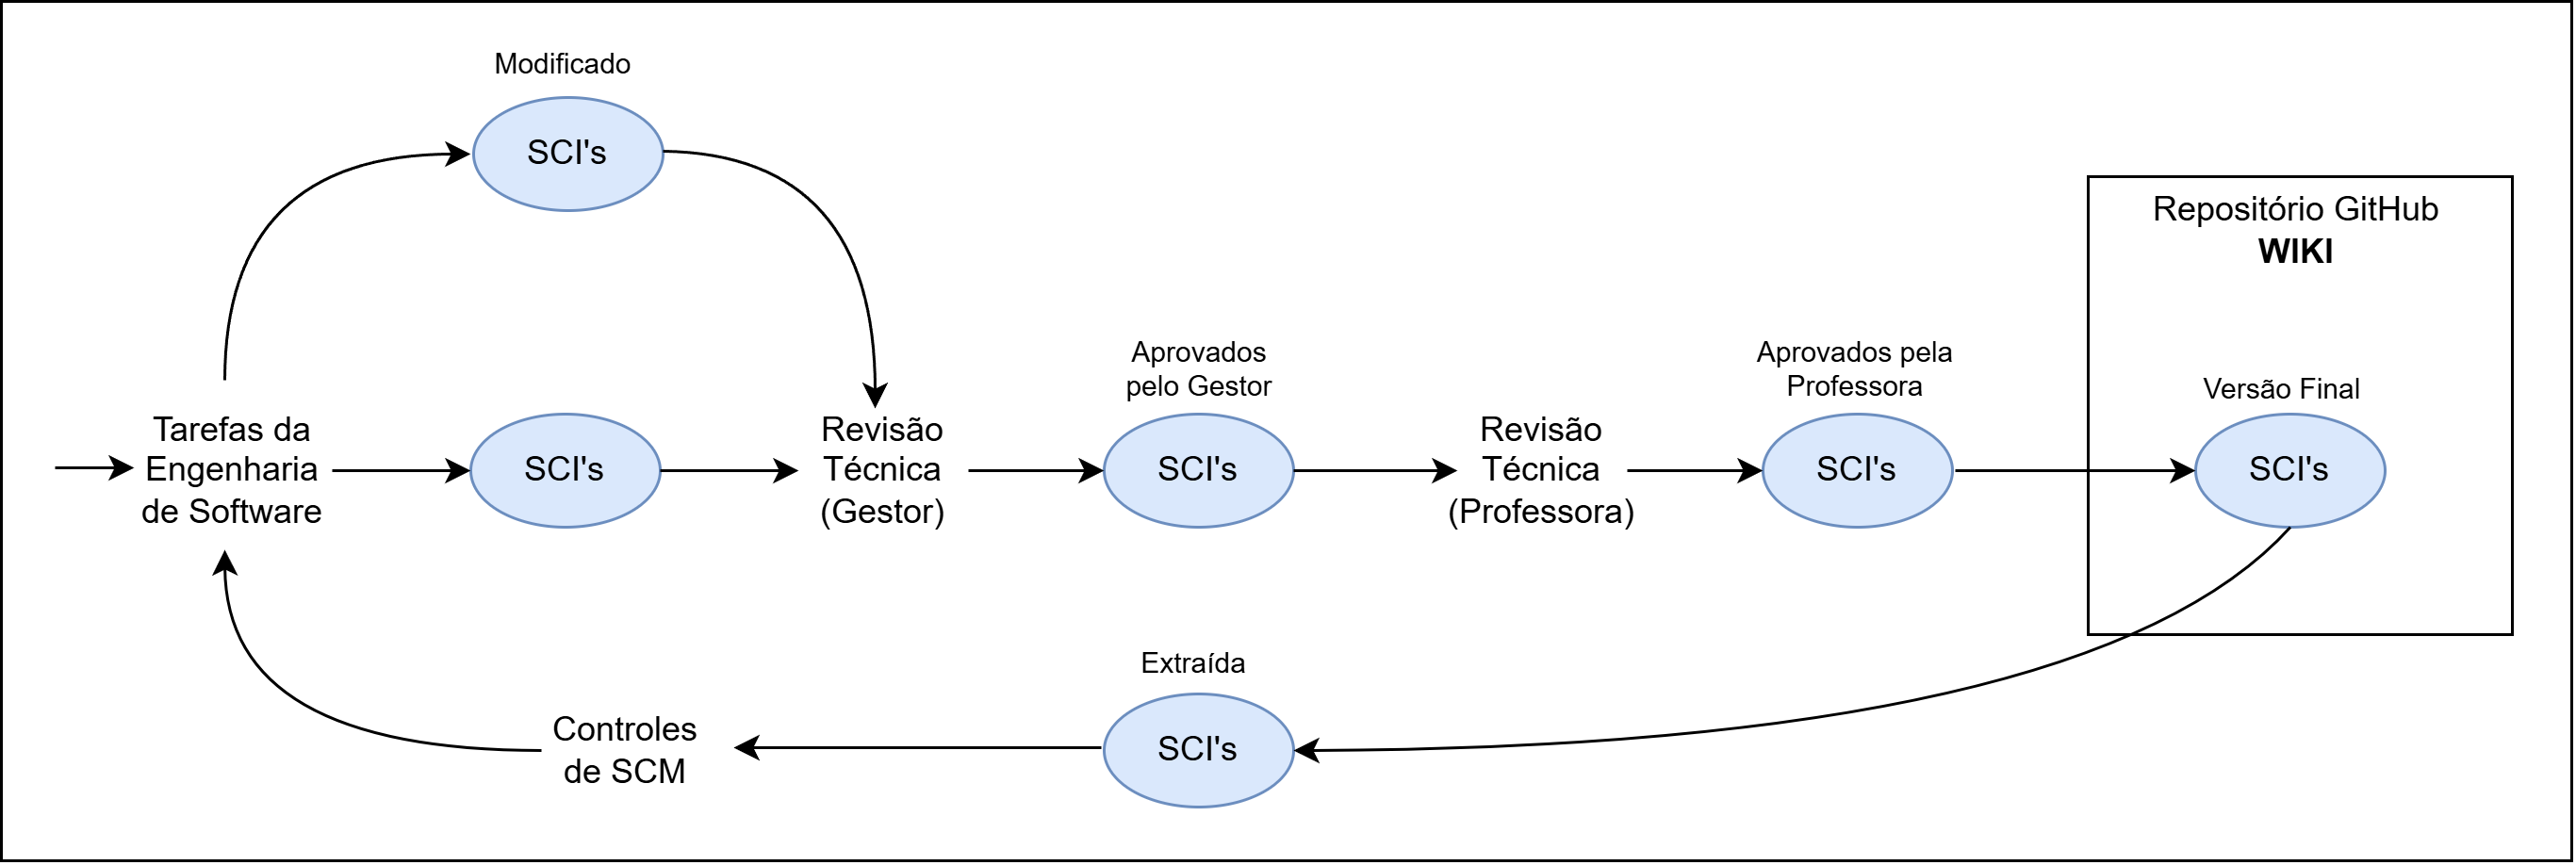 Modificado
SCI's
Repositório GitHub
WIKI
Tarefas da
Engenharia
de Software
SCI's
Revisão
Técnica
(Gestor)
Aprovados
pelo Gestor
SCI's
Revisão
Técnica
(Professora)
Aprovados pela
Professora
SCI's
Versão Final
SCI's
Extraída
SCI's
Controles
de SCM